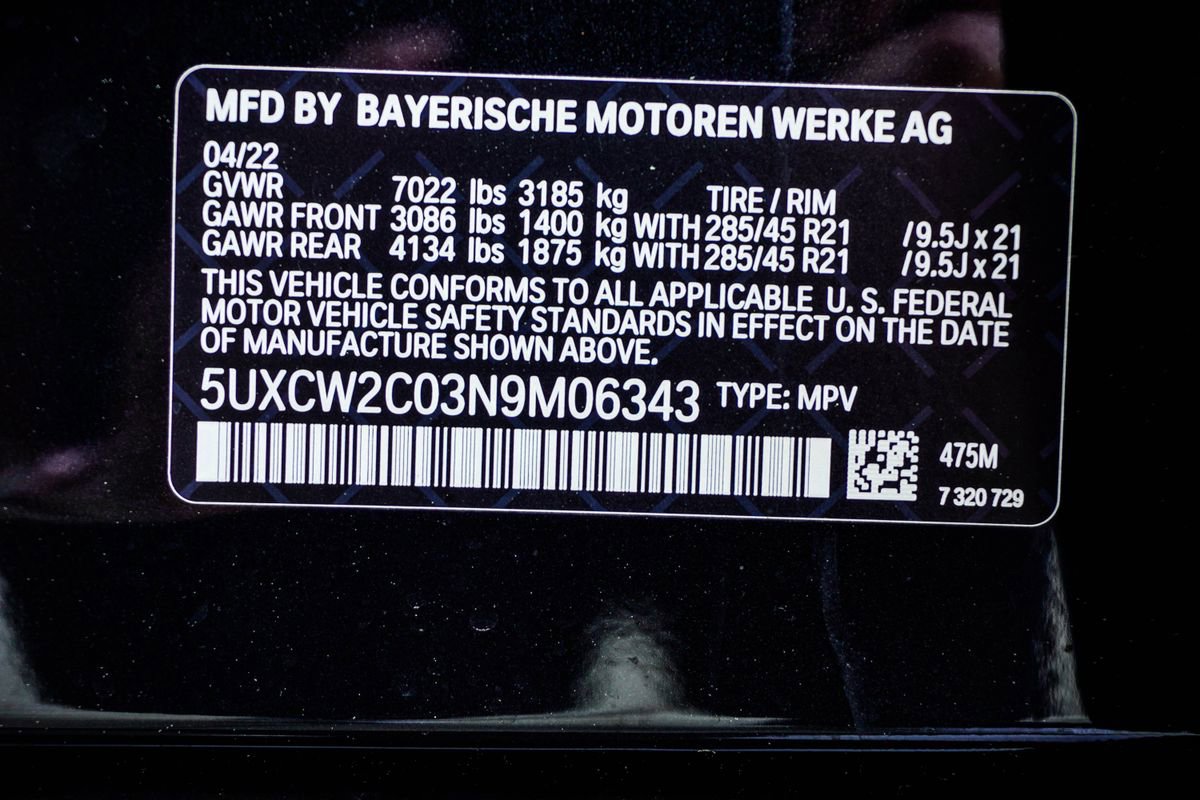 MFD BY BAYERISCHE MOTOREN WERKE AG
04/22
GVWR 7022 lbs 3185 kg TIRE / RIM
GAWR FRONT 3086 lbs 1400 kg WITH 285/45 R21 /9.5J x 21
GAWR REAR 4134 lbs 1875 kg WITH 285/45 R21 /9.5J x 21
THIS VEHICLE CONFORMS TO ALL APPLICABLE U. S. FEDERAL
MOTOR VEHICLE SAFETY STANDARDS IN EFFECT ON THE DATE
OF MANUFACTURE SHOWN ABOVE.
5UXCW2C03N9M06343 TYPE: MPV
475M
7 320 729